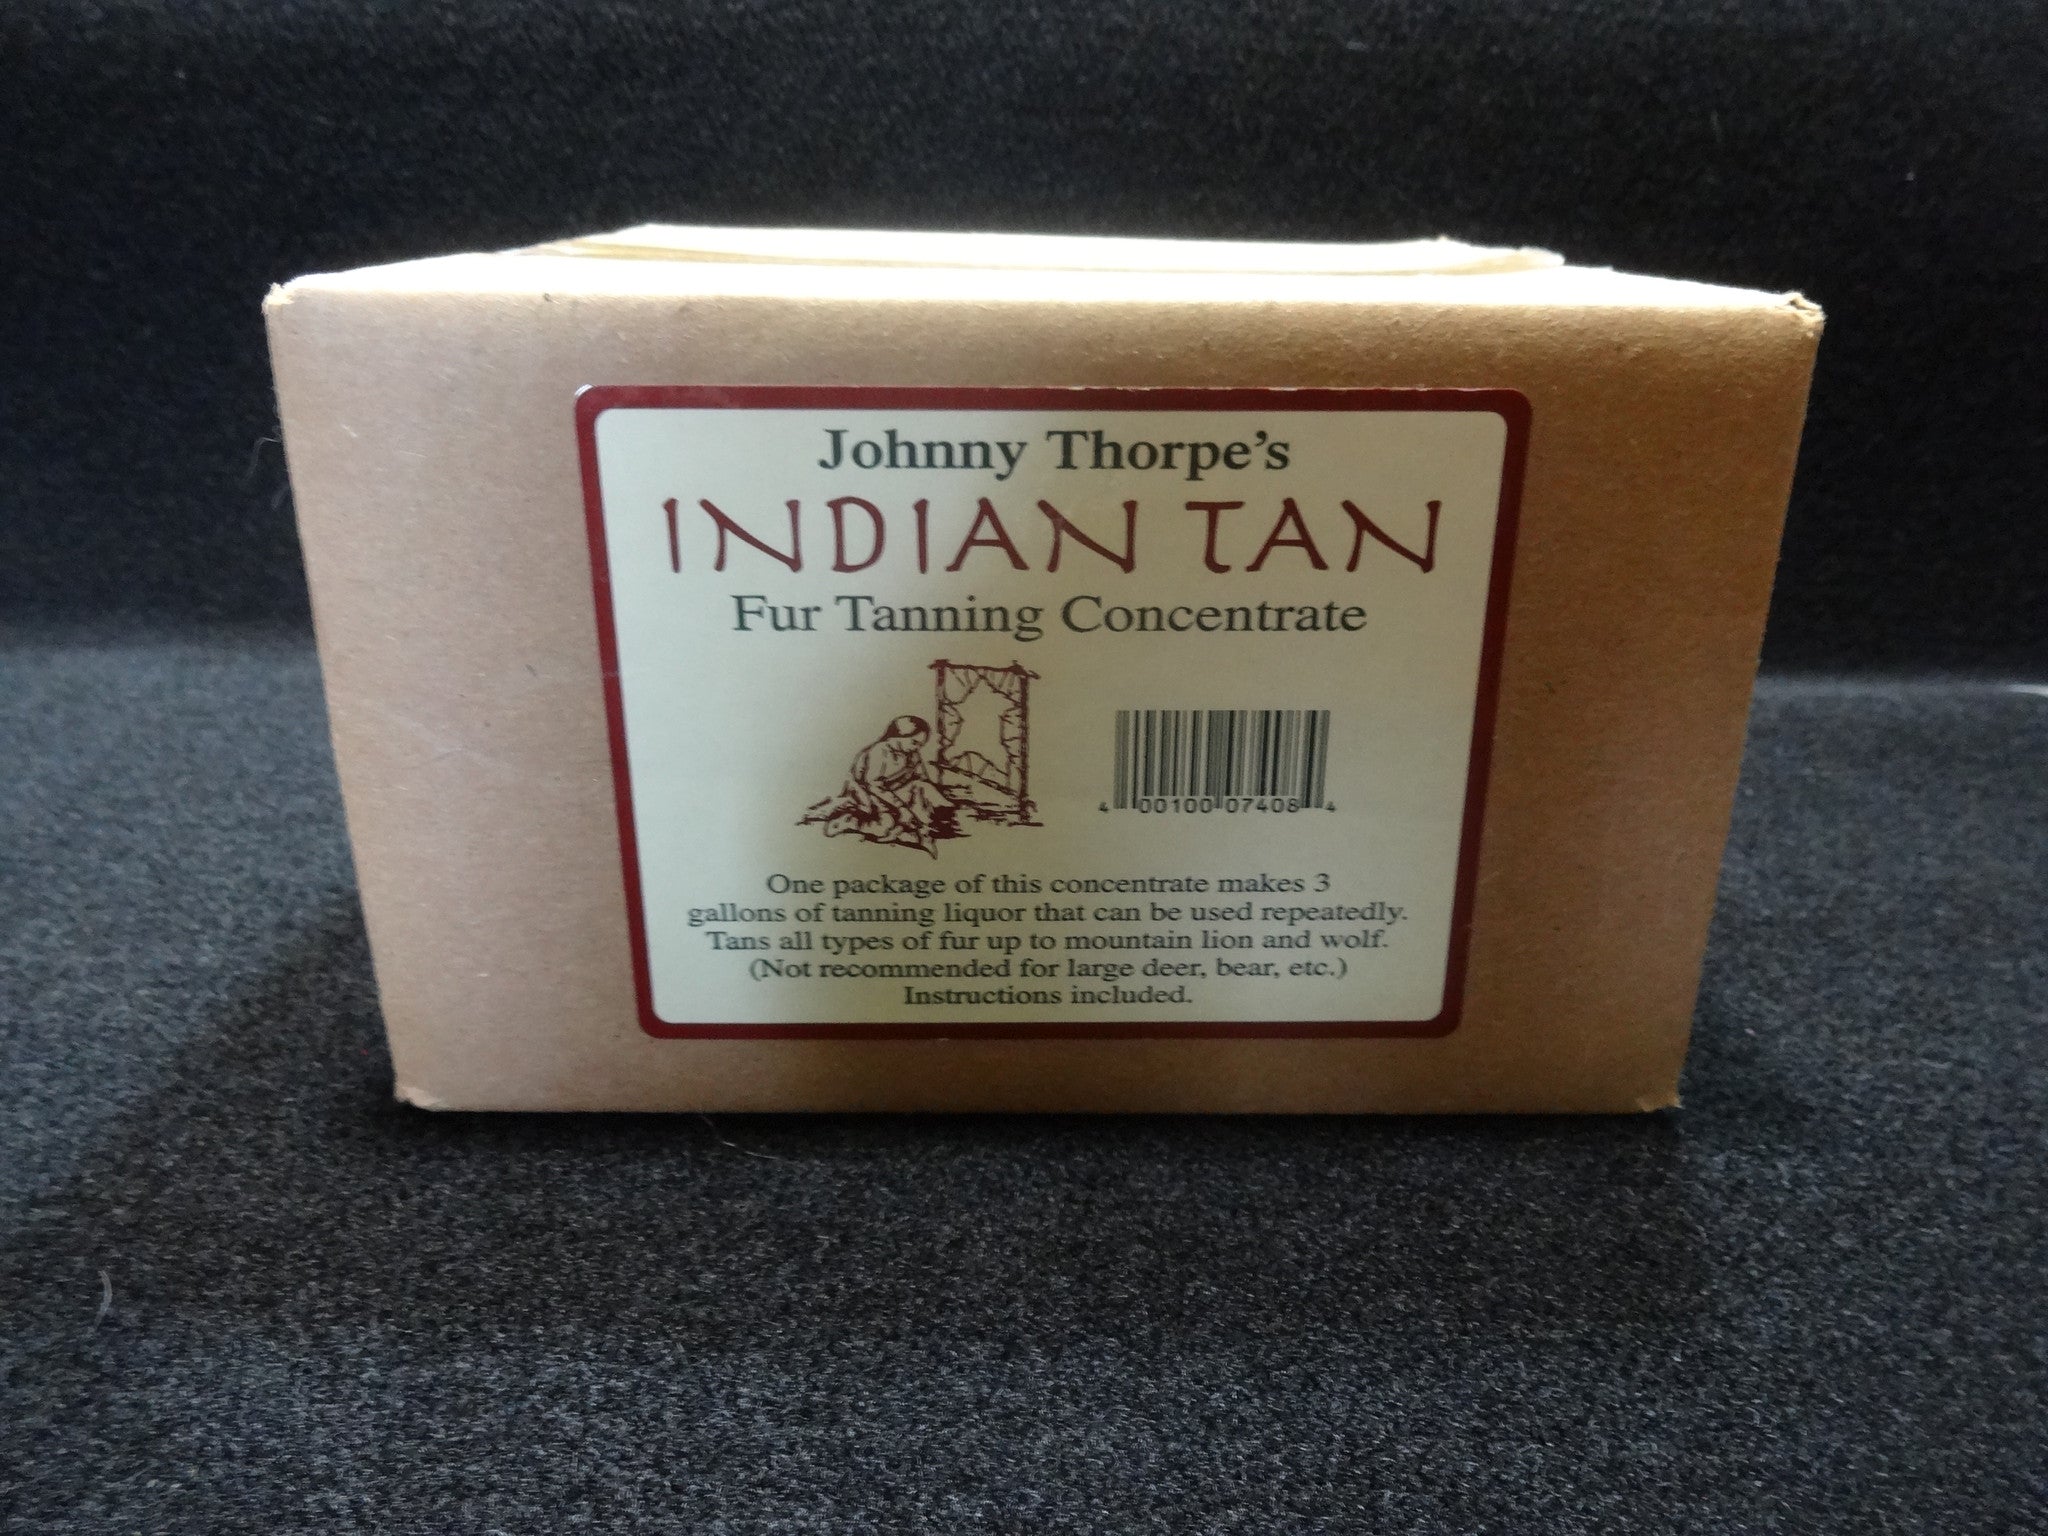 Johnny Thorpe's
INDIAN TAN
Fur Tanning Concentrate
4 00100 07408 4
One package of this concentrate makes 3
gallons of tanning liquor that can be used repeatedly.
Tans all types of fur up to mountain lion and wolf.
(Not recommended for large deer, bear, etc.)
Instructions included.